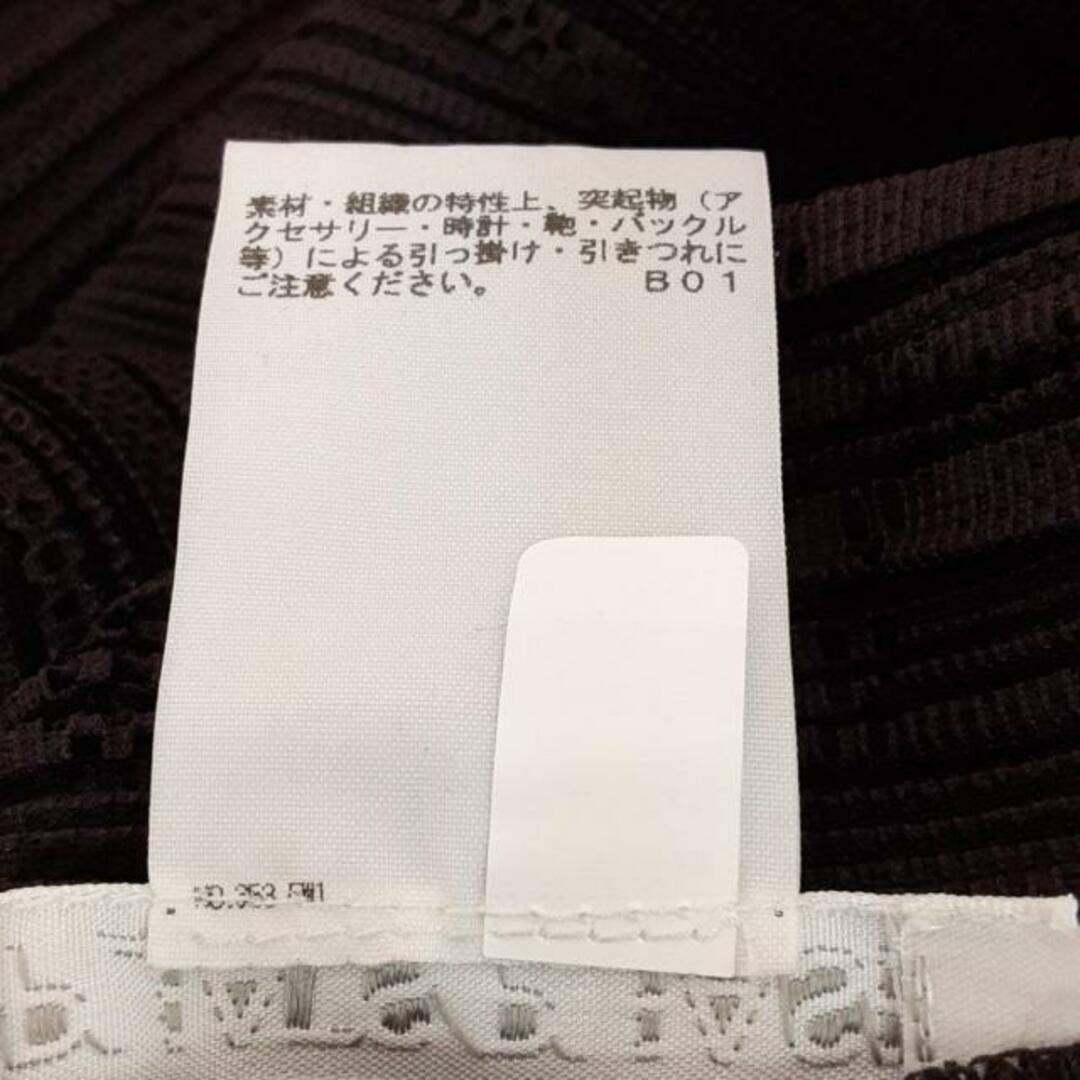 素材・組織の特性上、突起物（ア
クセサリー・時計・鞄・バックル
等）による引っ掛け・引きつれに
ご注意ください。 B01